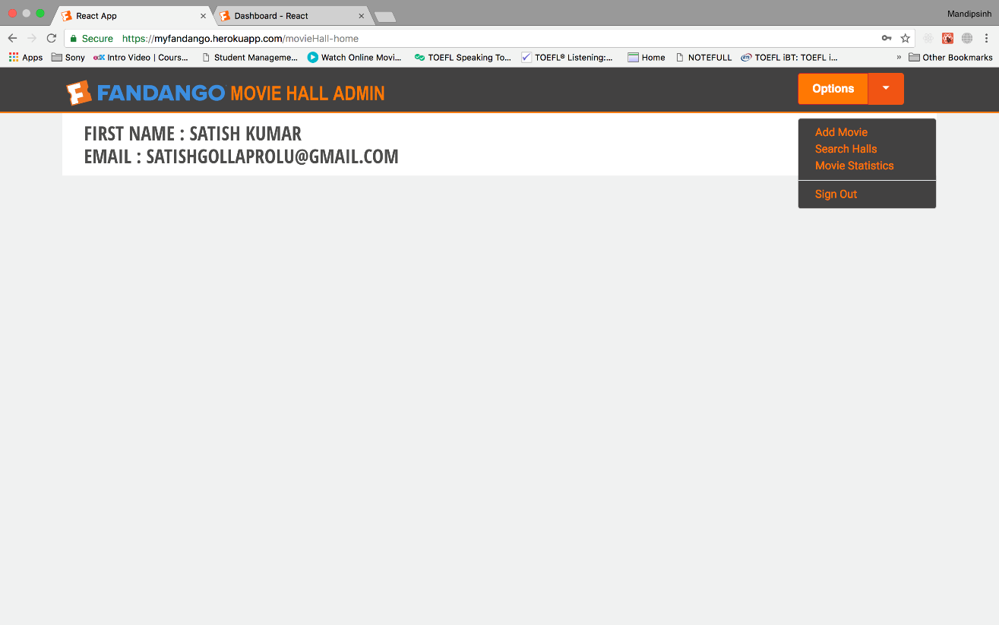 Mandipsinh
React App
Dashboard - React
Secure https://myfandango.herokuapp.com/movieHall-home
Apps Sony Intro Video | Cours... Student Manageme... Watch Online Movi... TOEFL Speaking To... TOEFL® Listening:... Home NOTEFULL TOEFL iBT: TOEFL i... » Other Bookmarks
FANDANGO MOVIE HALL ADMIN
Options
FIRST NAME : SATISH KUMAR
EMAIL : SATISHGOLLAPROLU@GMAIL.COM
Add Movie
Search Halls
Movie Statistics
Sign Out